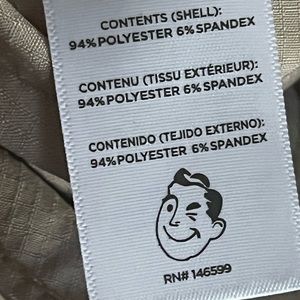 CONTENTS (SHELL):
94% POLYESTER 6% SPANDEX
CONTENU (TISSU EXTÉRIEUR):
94% POLYESTER 6% SPANDEX
CONTENIDO (TEJIDO EXTERNO):
94% POLYESTER 6% SPANDEX
RN# 146599